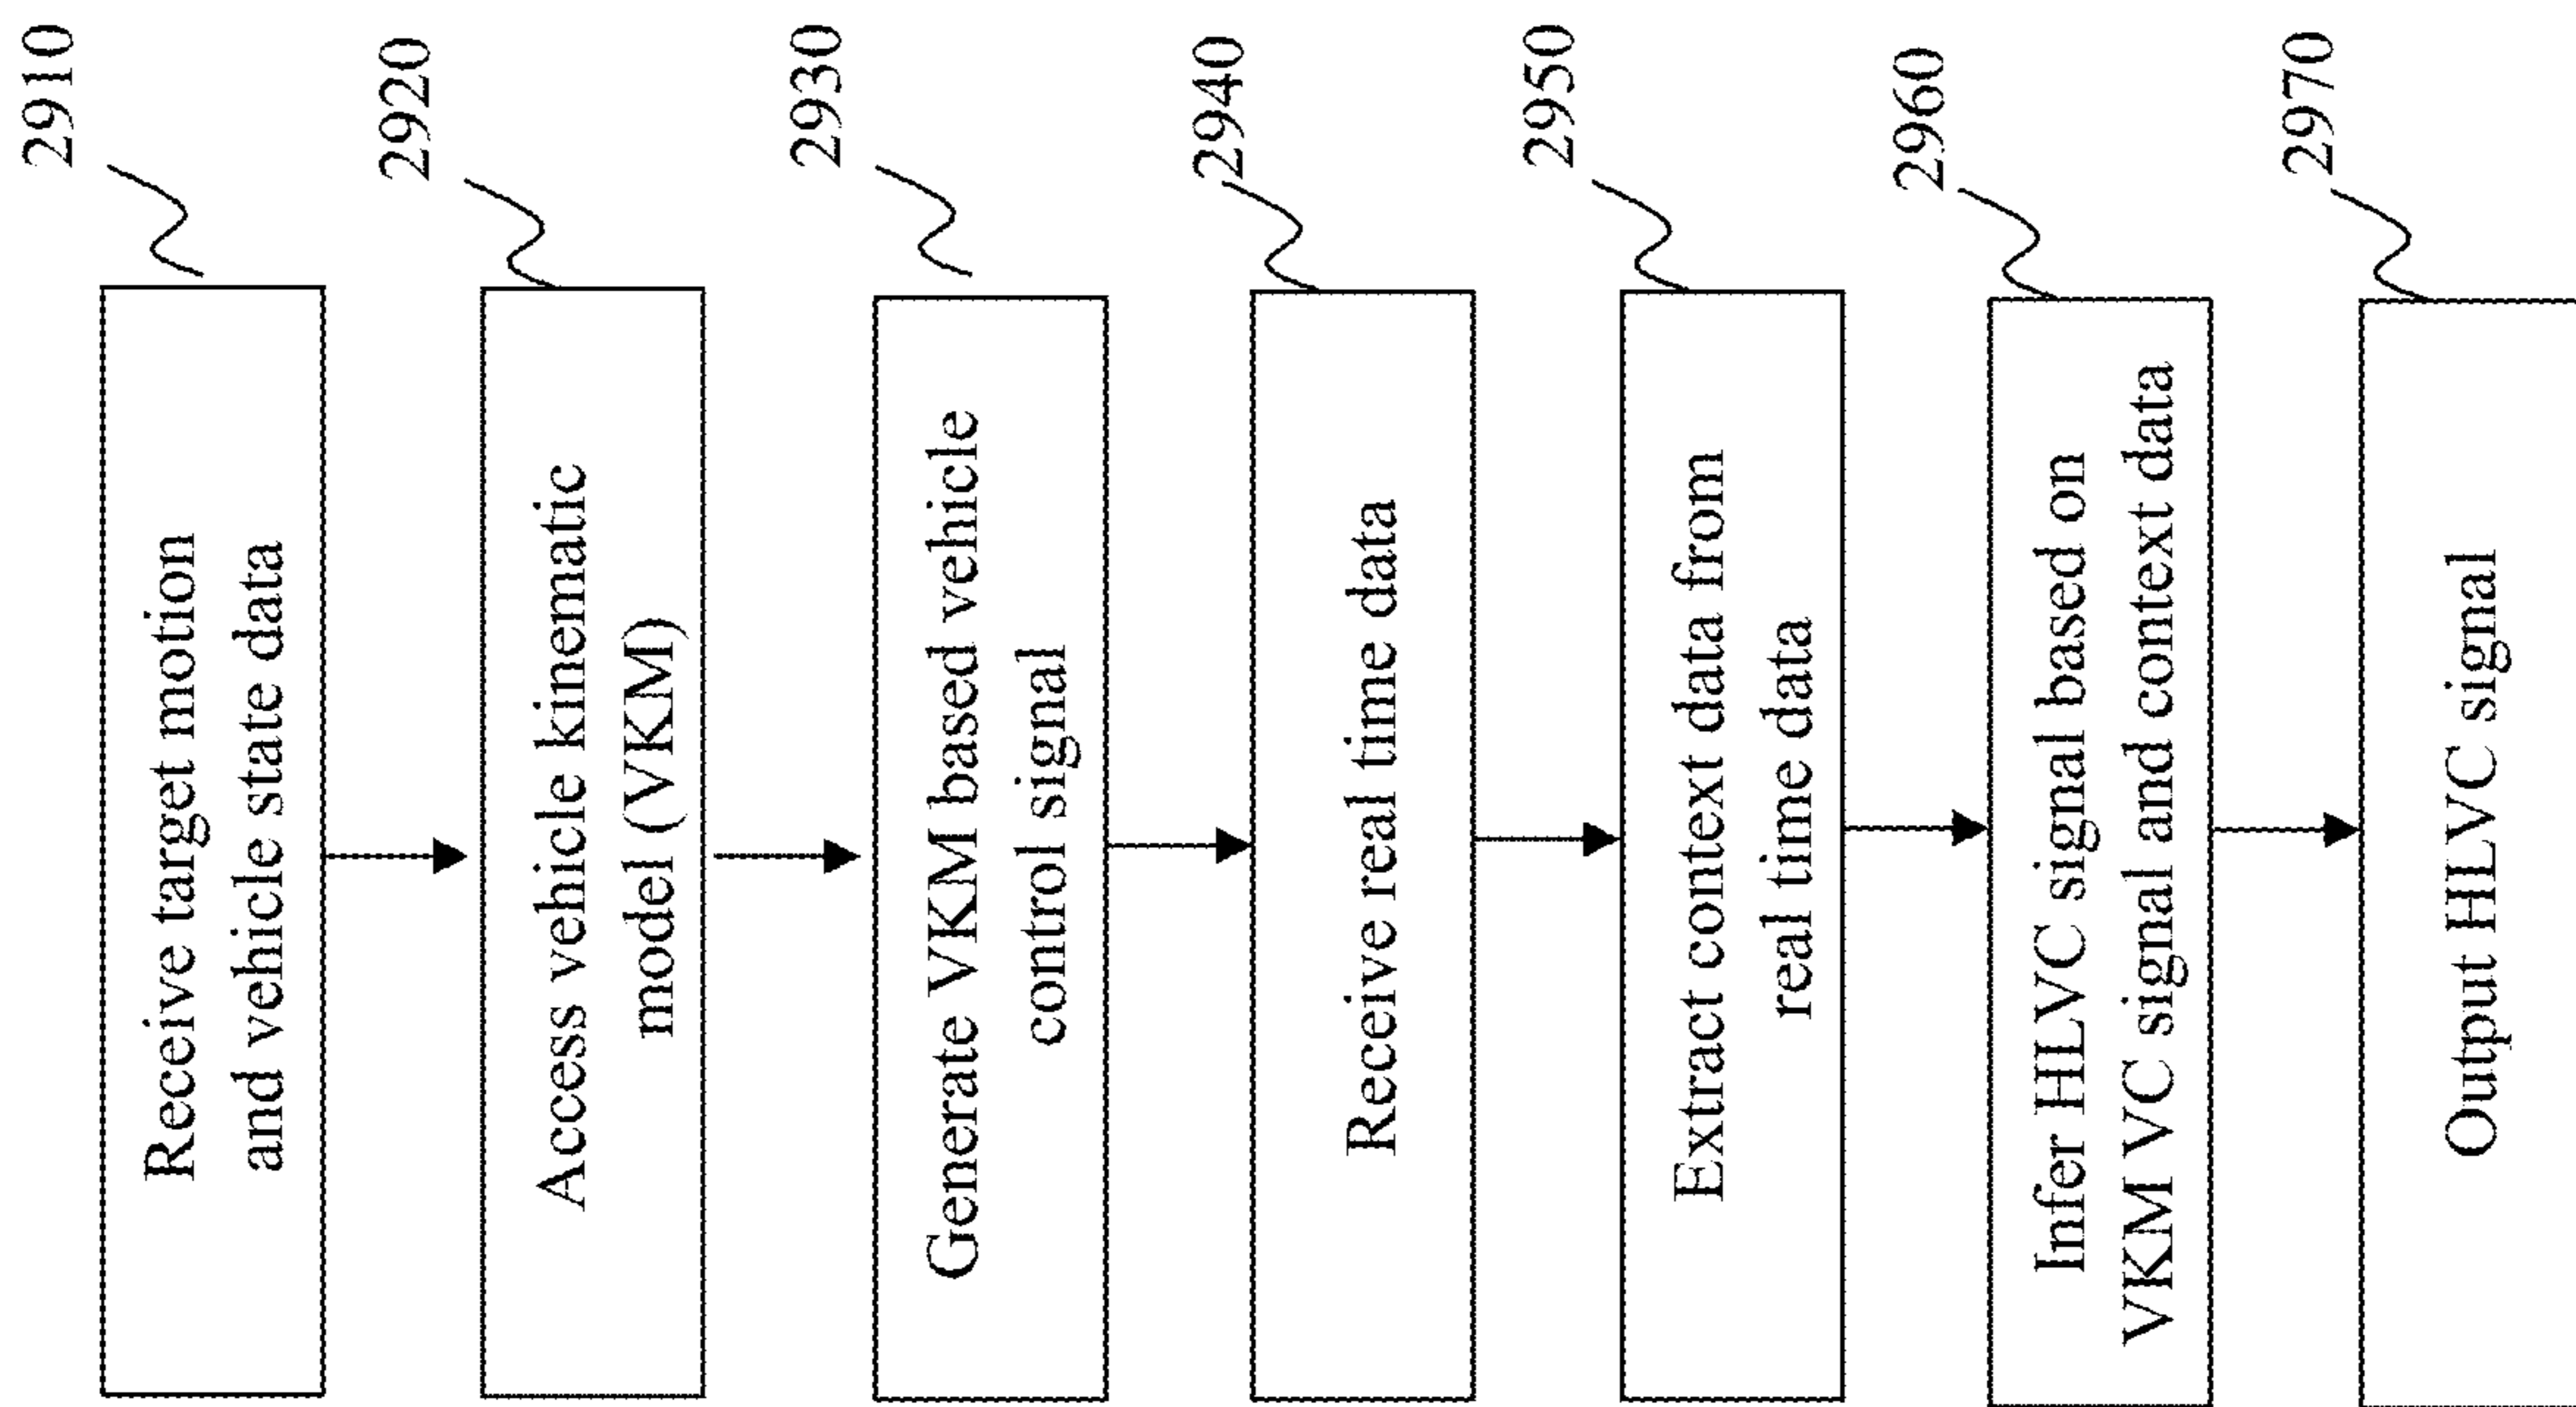 2910
Receive target motion
and vehicle state data
2920
Access vehicle kinematic
model (VKM)
2930
Generate VKM based vehicle
control signal
2940
Receive real time data
2950
Extract context data from
real time data
2960
Infer HLVC signal based on
VKM VC signal and context data
2970
Output HLVC signal